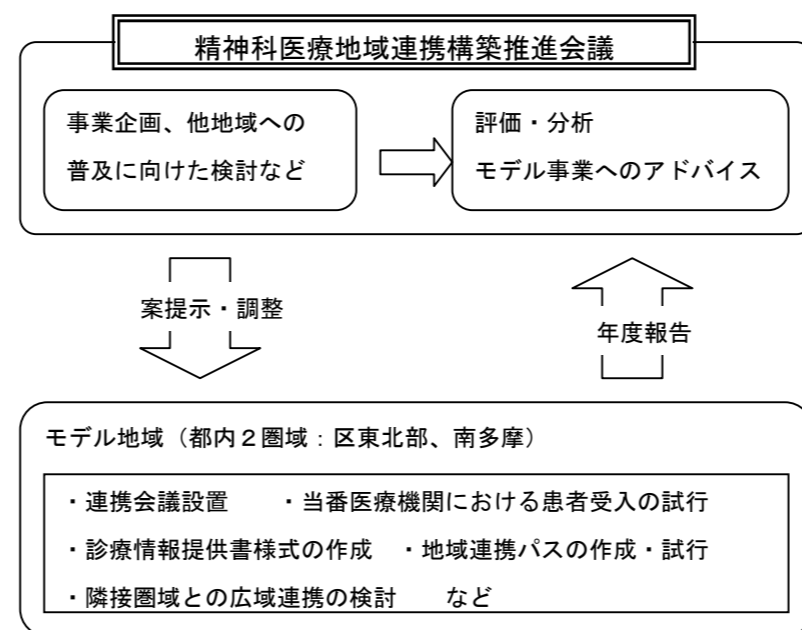 精神科医療地域連携構築推進会議
事業企画、他地域への
普及に向けた検討など
評価・分析
モデル事業へのアドバイス
案提示・調整
年度報告
モデル地域（都内２圏域：区東北部、南多摩）
・連携会議設置　　・当番医療機関における患者受入の試行
・診療情報提供書様式の作成　・地域連携パスの作成・試行
・隣接圏域との広域連携の検討　　など